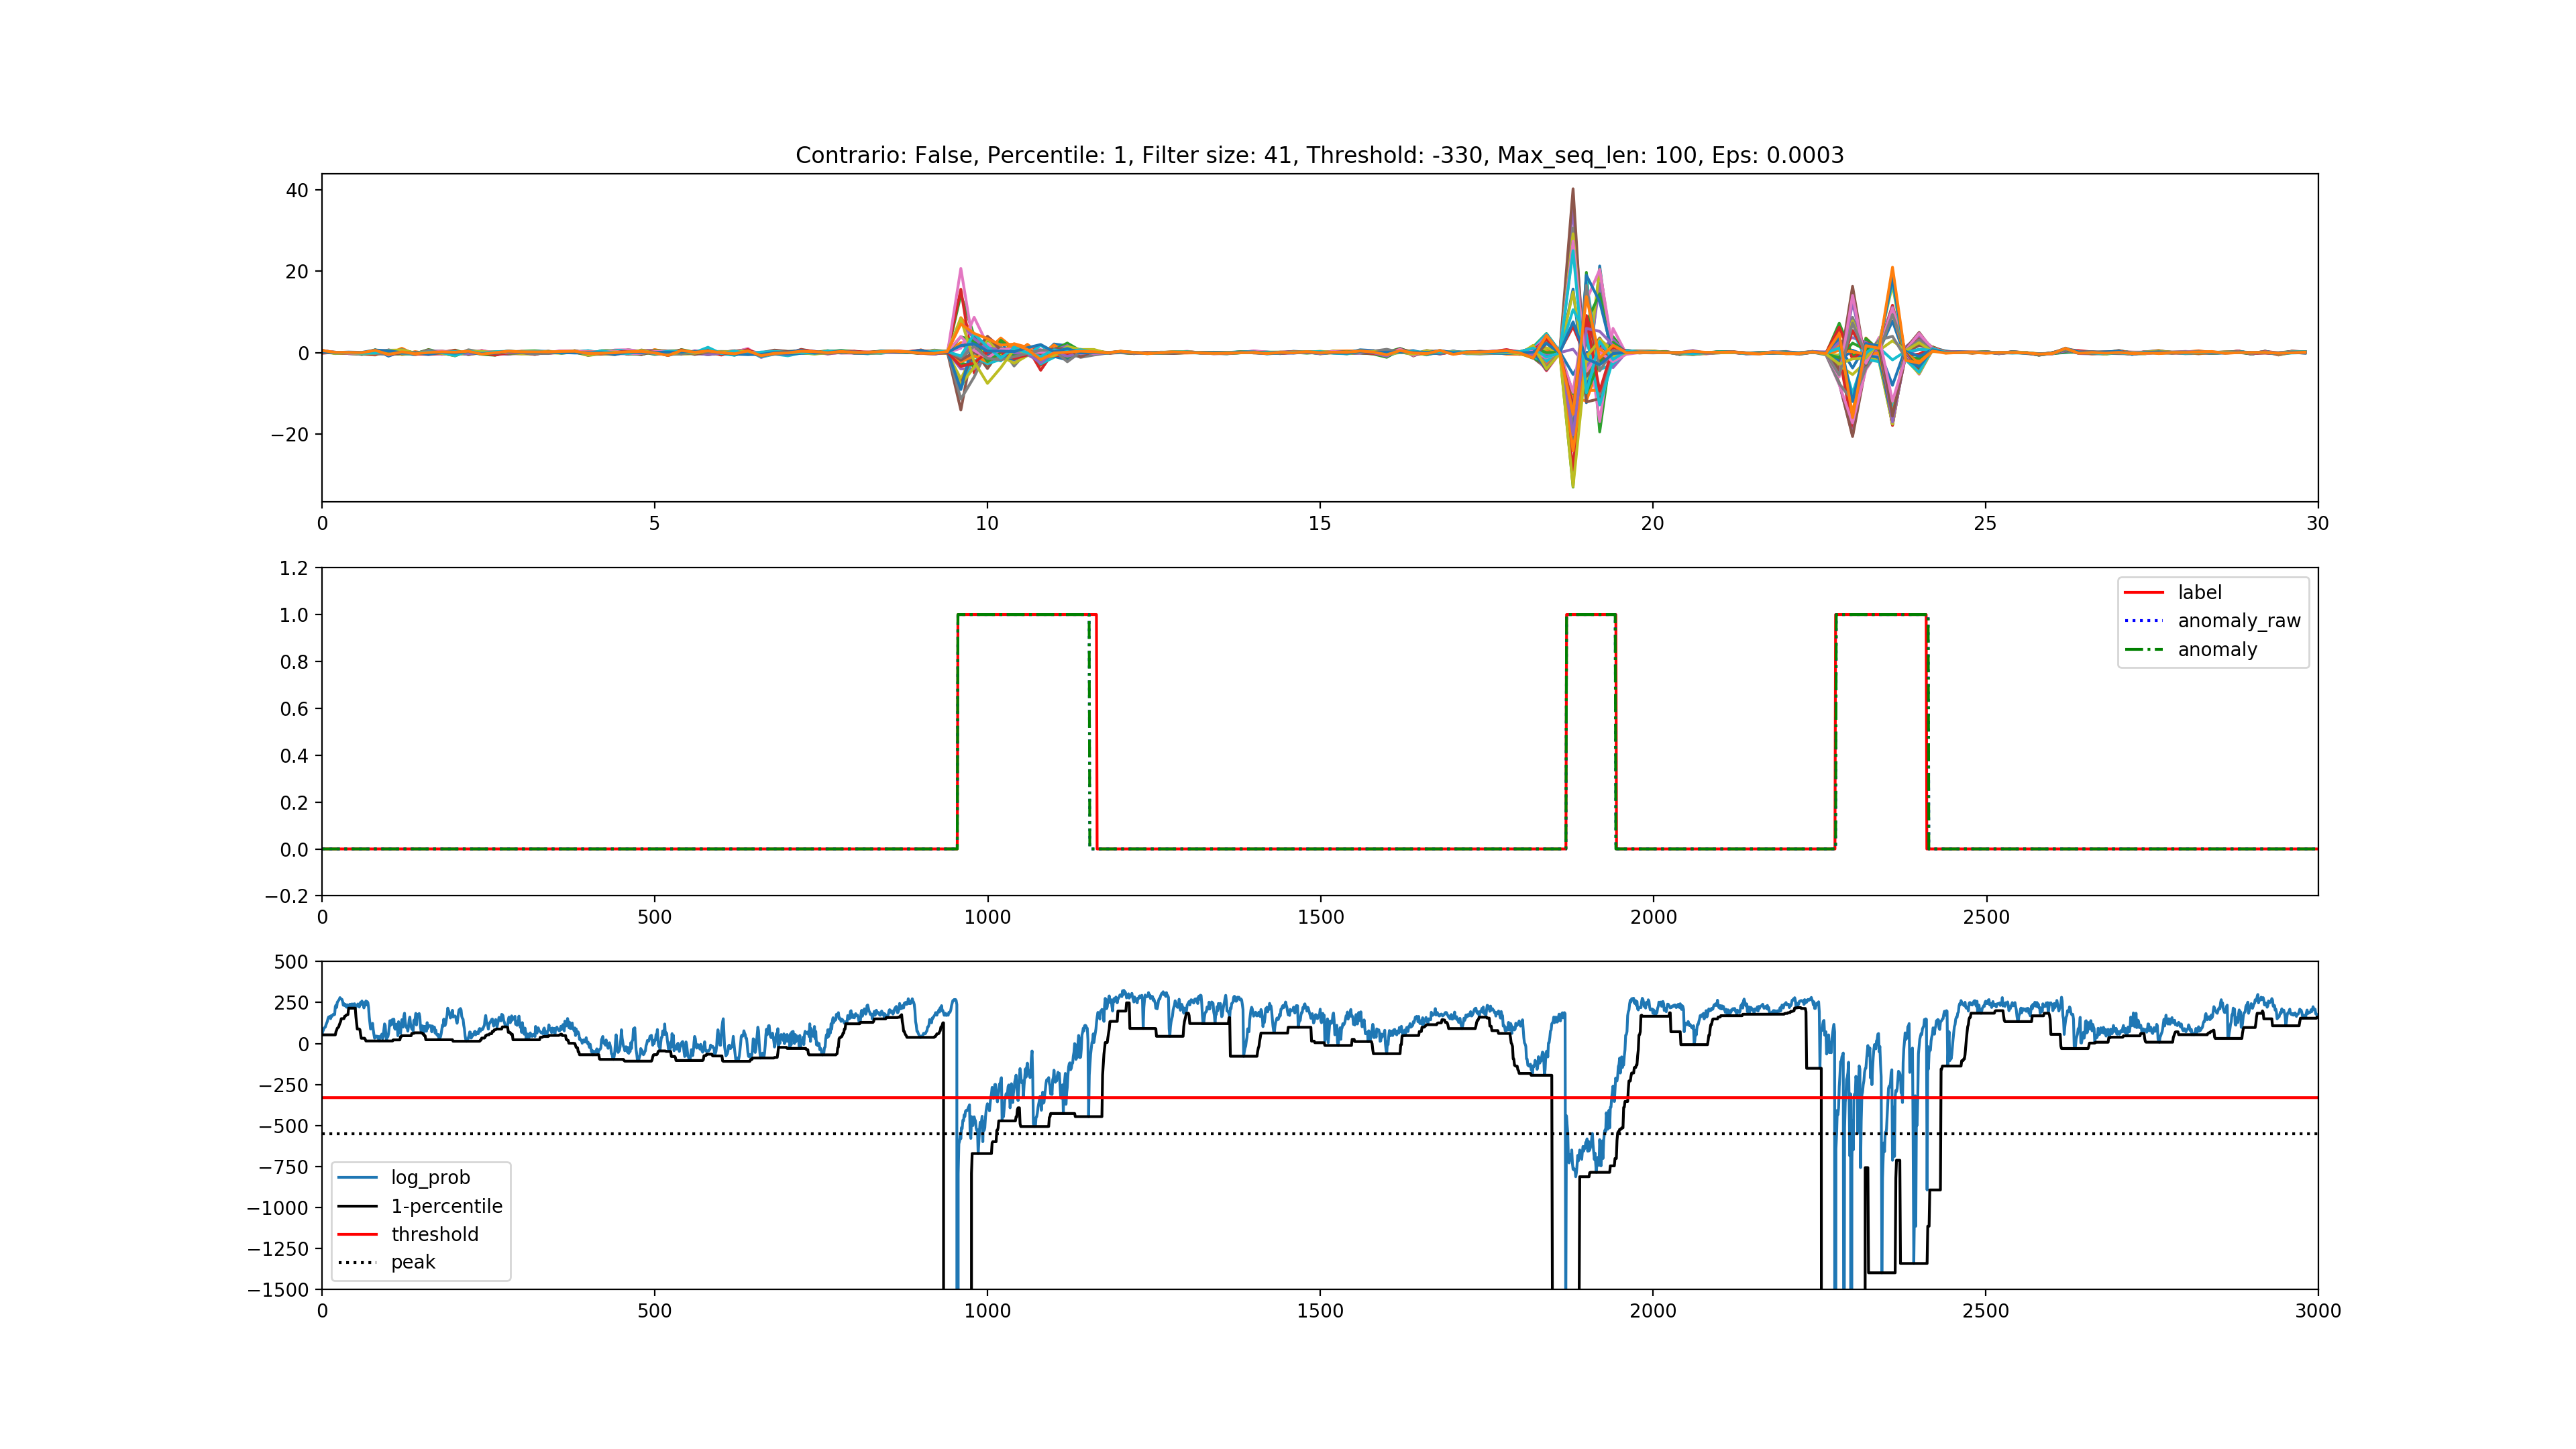 Contrario: False, Percentile: 1, Filter size: 41, Threshold: -330, Max_seq_len: 100, Eps: 0.0003
40
20
0
−20
0 5 10 15 20 25 30
1.2
1.0
0.8
0.6
0.4
0.2
0.0
−0.2
label
anomaly_raw
anomaly
0 500 1000 1500 2000 2500
500
250
0
−250
−500
−750
−1000
−1250
−1500
log_prob
1-percentile
threshold
peak
0 500 1000 1500 2000 2500 3000